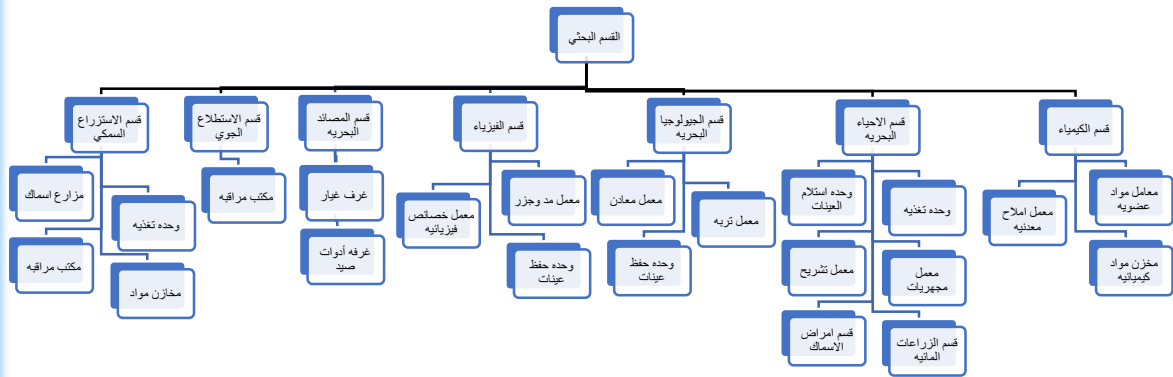 القسم البحثي
قسم الكيمياء
معامل مواد
عضويه
معمل املاح
معدنيه
مخزن مواد
كيميائيه
قسم الاحياء
البحريه
وحده تغذيه
وحده استلام
العينات
معمل
مجهريات
معمل تشريح
قسم الزراعات
المائيه
قسم امراض
الاسماك
قسم الجيولوجيا
البحريه
معمل تربه
معمل معادن
وحده حفظ
عينات
قسم الفيزياء
معمل مد وجزر
معمل خصائص
فيزيائيه
وحده حفظ
عينات
قسم المصائد
البحريه
غرف غيار
غرفه أدوات
صيد
قسم الاستطلاع
الجوي
مكتب مراقبه
قسم الاستزراع
السمكي
مزارع اسماك
وحده تغذيه
مكتب مراقبه
مخازن مواد